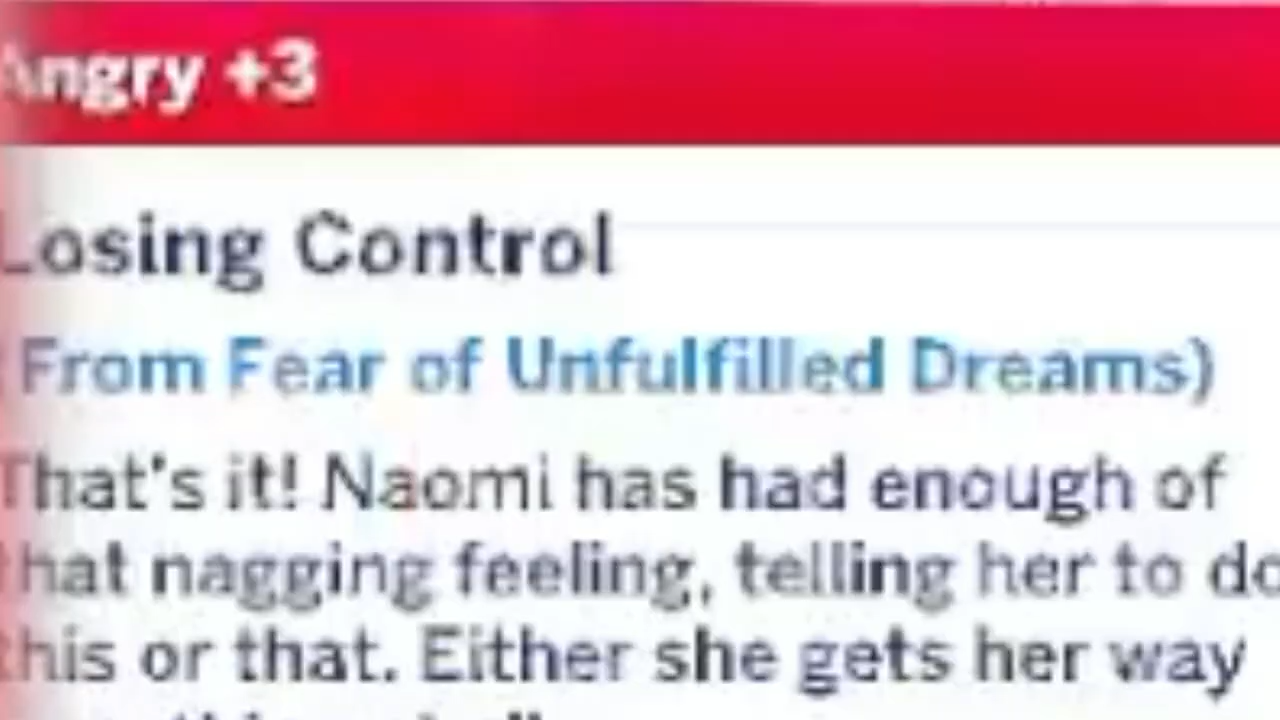 Angry +3
Losing Control
From Fear of Unfulfilled Dreams)
That's it! Naomi has had enough of
that nagging feeling, telling her to do
this or that. Either she gets her way